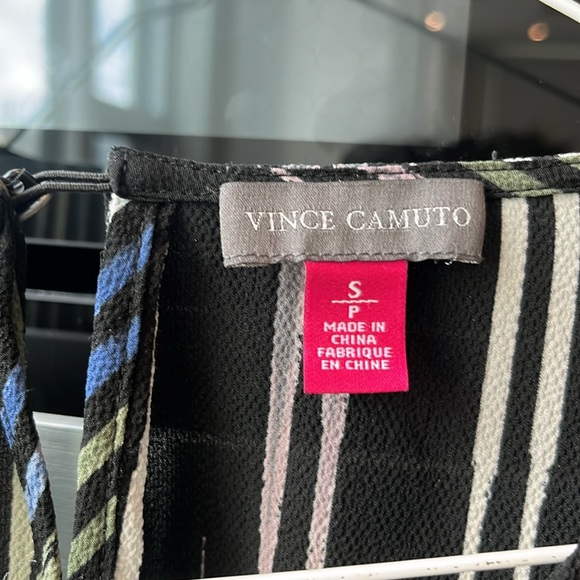 VINCE CAMUTO
S
P
MADE IN
CHINA
FABRIQUE
EN CHINE